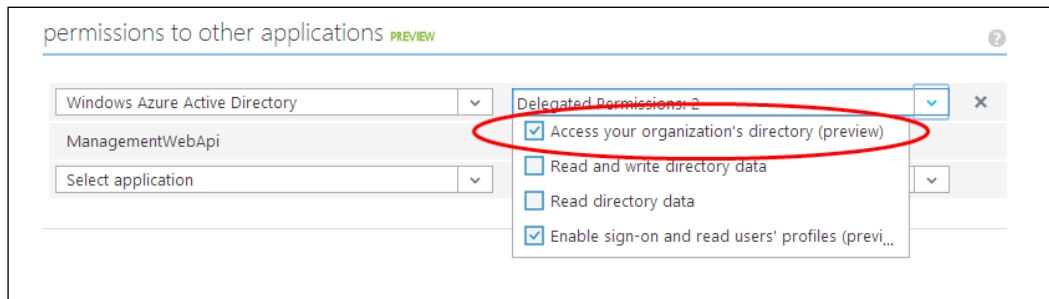 permissions to other applications PREVIEW
Windows Azure Active Directory
Delegated Permissions: 2
Access your organization's directory (preview)
ManagementWebApi
Read and write directory data
Select application
Read directory data
Enable sign-on and read users' profiles (previ...